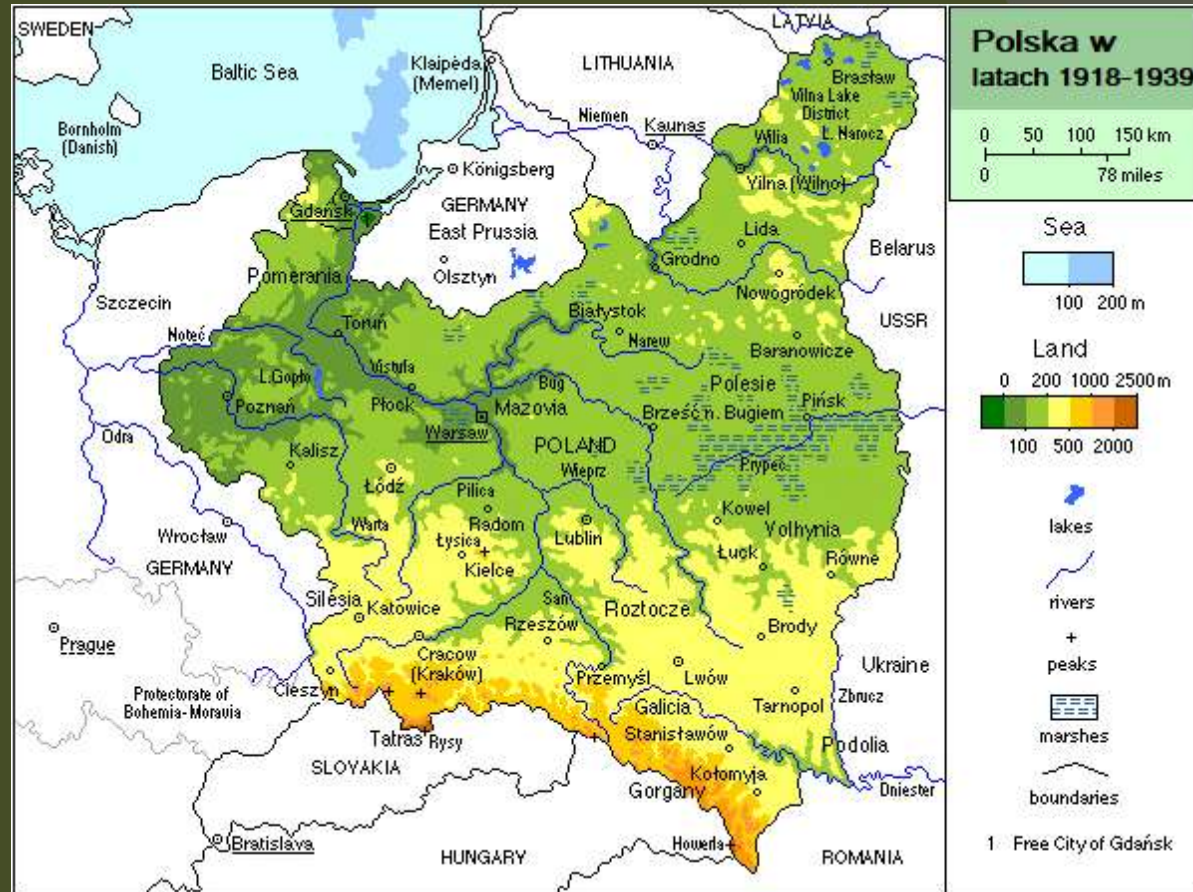 SWEDEN
LATVIA
Baltic Sea
Klaipėda
(Memel)
LITHUANIA
Brasław
Vilna Lake
District
Ł. Narocz
Bornholm
(Danish)
Niemen
Kaunas
Wilia
Königsberg
Vilna (Wilno)
Gdańsk
GERMANY
East Prussia
Lida
Belarus
Grodno
Pomerania
Olsztyn
Nowogrodek
Szczecin
Białystok
USSR
Toruń
Noteć
Narew
Baranowicze
L.Gopło
Vistula
Bug
Polesie
Poznań
Płock
Mazovia
Brześć n. Bugiem
Pińsk
Odra
Warsaw
POLAND
Kalisz
Wieprz
Prypeć
Łódź
Pilica
Radom
Kowel
Volhynia
Wrocław
Warta
Łysica
Lublin
Łuck
Równe
GERMANY
Kielce
Silesia
Katowice
San
Roztocze
Rzeszów
Brody
Prague
Cracow
(Kraków)
Cieszyn
Przemyśl
Lwów
Ukraine
Protectorate of
Bohemia-Moravia
Galicia
Tarnopol
Zbrucz
Tatras
Rysy
Stanisławów
Podolia
SLOVAKIA
Kołomyja
Gorgany
Dniester
Bratislava
Howerla
HUNGARY
ROMANIA
Polska w
latach 1918-1939
0 50 100 150 km
0 78 miles
Sea
100 200 m
Land
0 200 1000 2500m
100 500 2000
lakes
rivers
peaks
marshes
boundaries
1 Free City of Gdańsk